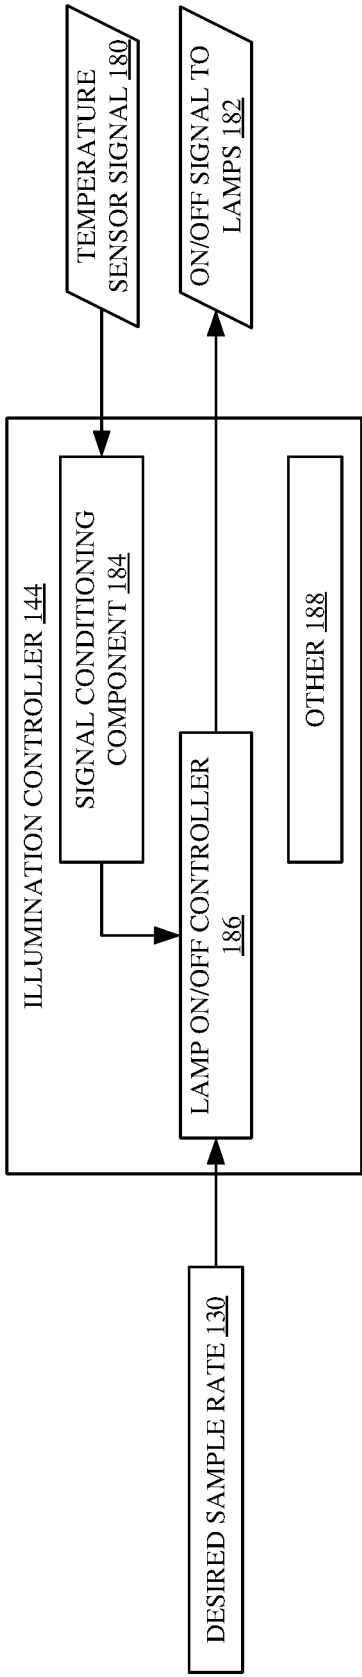 ILLUMINATION CONTROLLER 144
TEMPERATURE
SENSOR SIGNAL 180
SIGNAL CONDITIONING
COMPONENT 184
DESIRED SAMPLE RATE 130
LAMP ON/OFF CONTROLLER
186
ON/OFF SIGNAL TO
LAMPS 182
OTHER 188